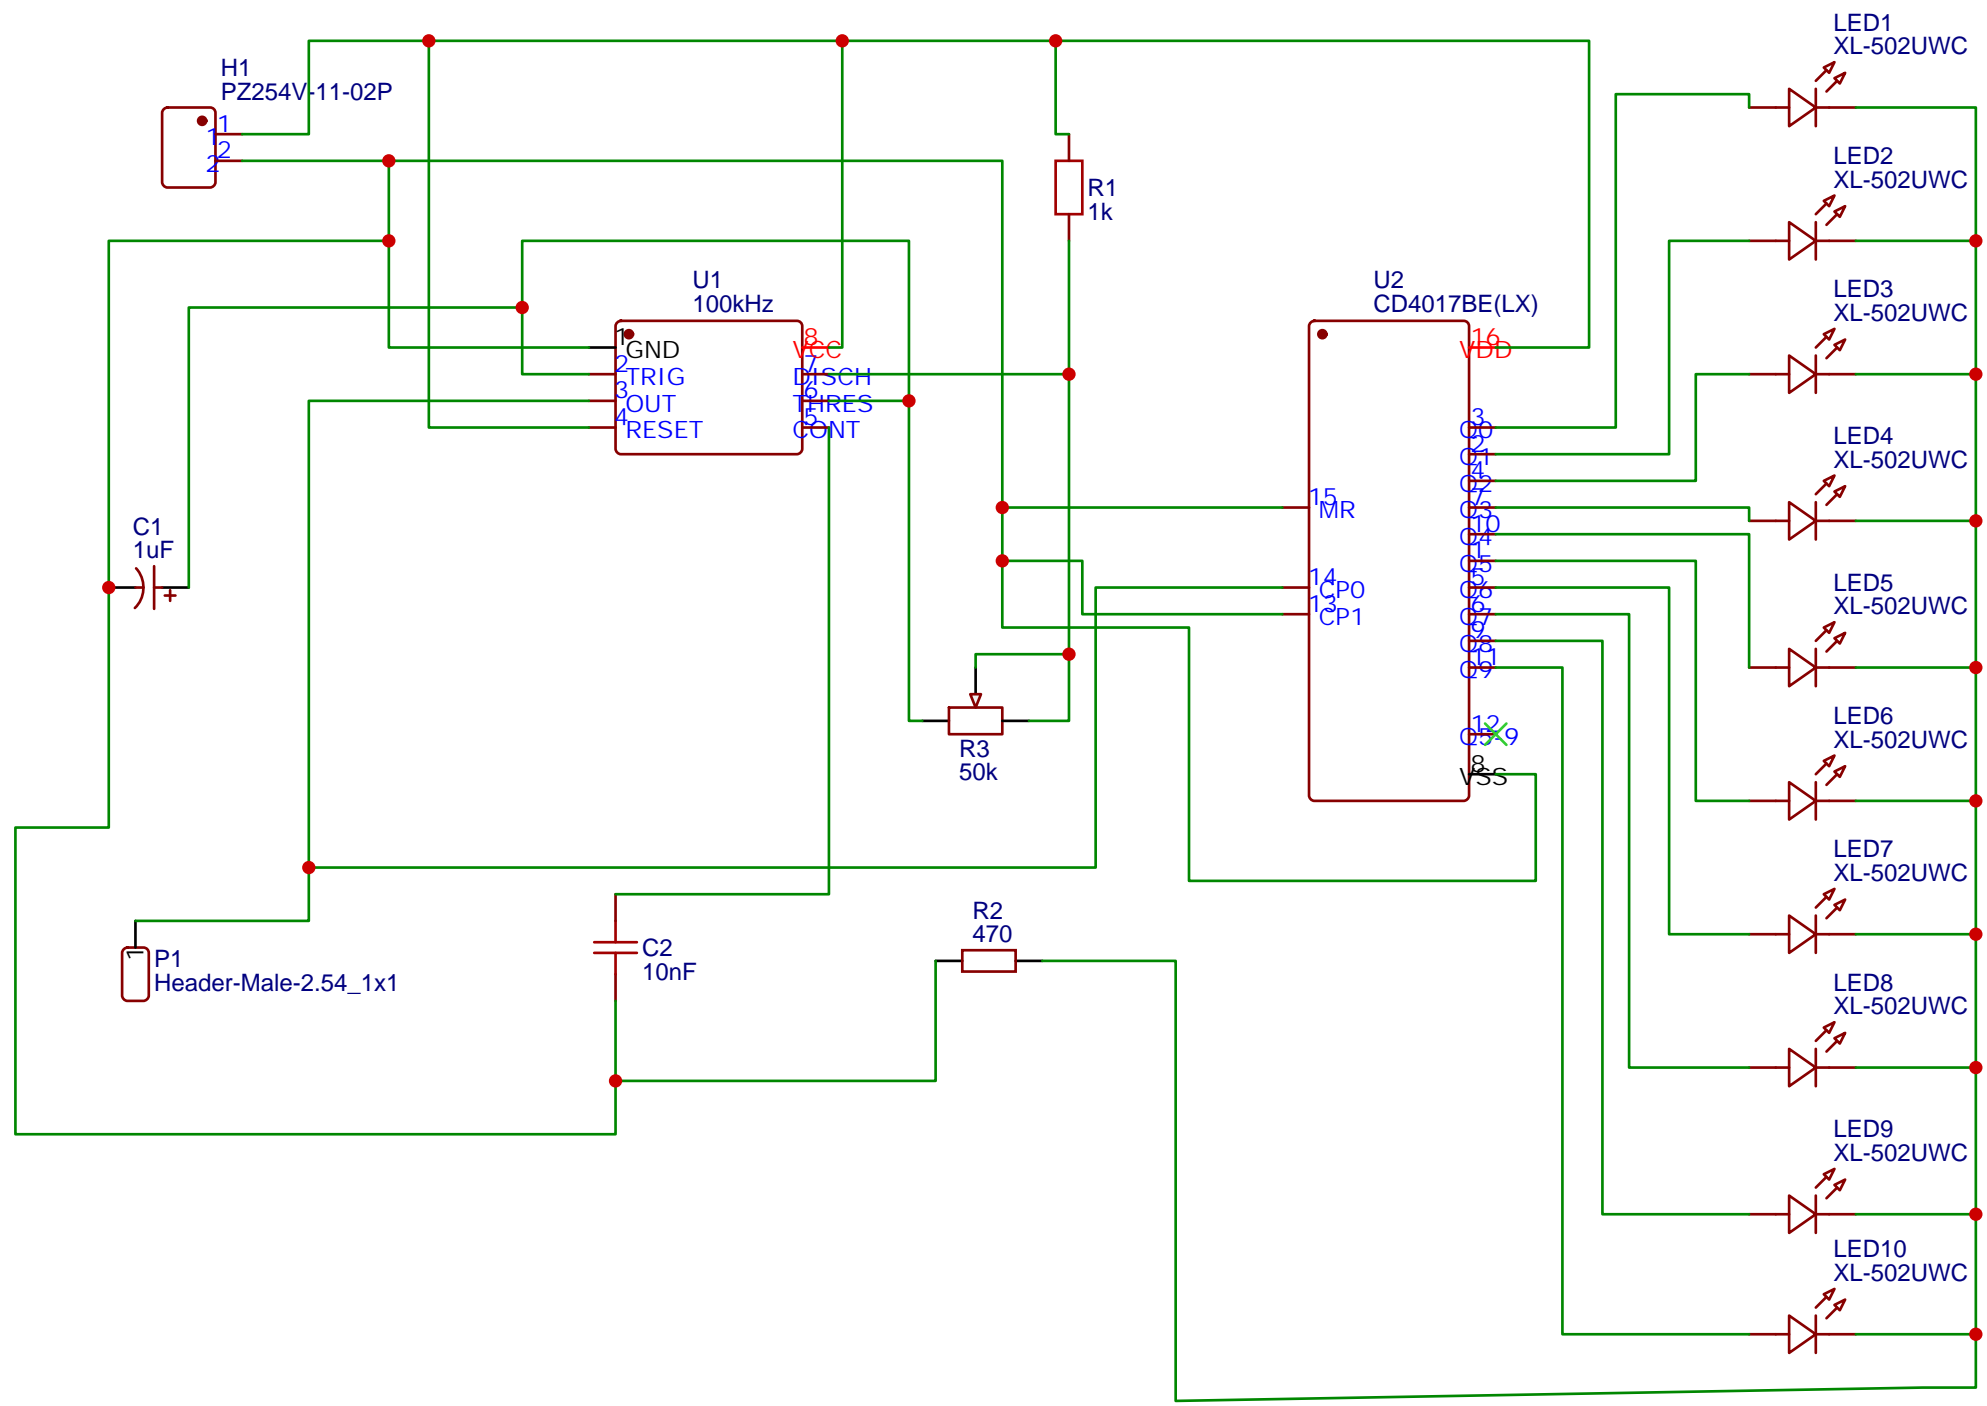 H1
PZ254V-11-02P
1
1
2
2
R1
1k
U1
100kHz
1
GND
2
TRIG
3
OUT
4
RESET
8
VCC
7
DISCH
6
THRES
5
CONT
C1
1uF
R3
50k
P1
Header-Male-2.54_1x1
1
C2
10nF
R2
470
U2
CD4017BE(LX)
16
VDD
3
Q0
2
Q1
4
Q2
7
Q3
10
Q4
1
Q5
5
Q6
6
Q7
9
Q8
11
Q9
12
Q5-9
8
VSS
15
MR
14
CP0
13
CP1
LED1
XL-502UWC
LED2
XL-502UWC
LED3
XL-502UWC
LED4
XL-502UWC
LED5
XL-502UWC
LED6
XL-502UWC
LED7
XL-502UWC
LED8
XL-502UWC
LED9
XL-502UWC
LED10
XL-502UWC